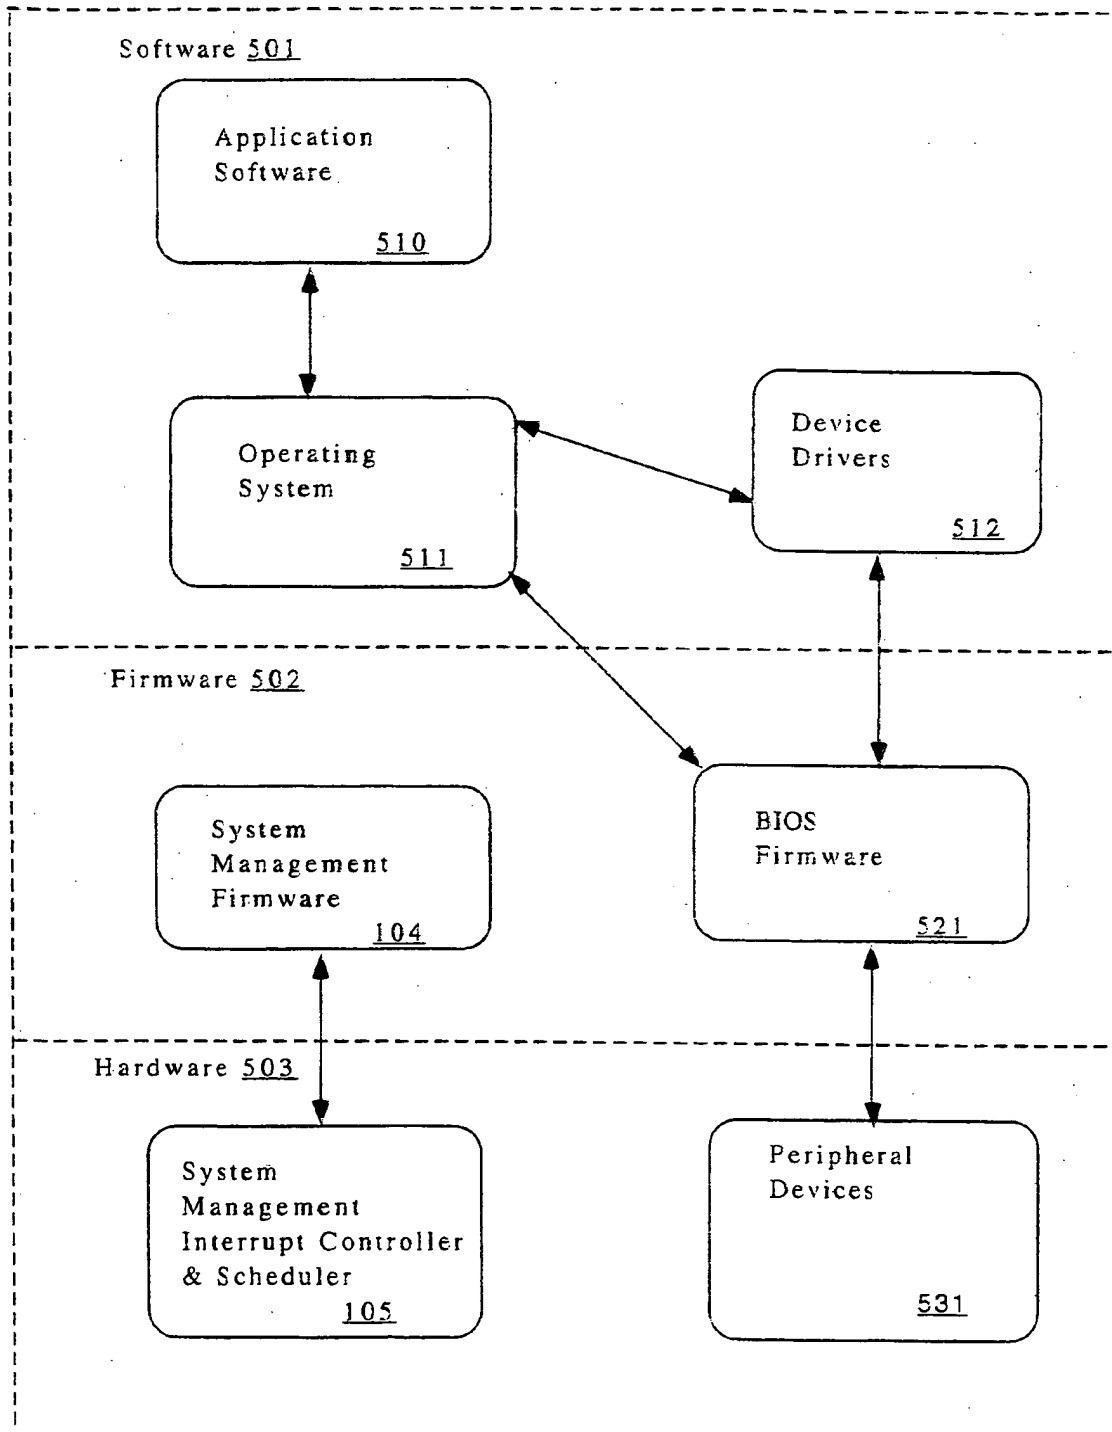 Software 501
Application
Software
510
Operating
System
511
Device
Drivers
512
Firmware 502
System
Management
Firmware
104
BIOS
Firmware
521
Hardware 503
System
Management
Interrupt Controller
& Scheduler
105
Peripheral
Devices
531